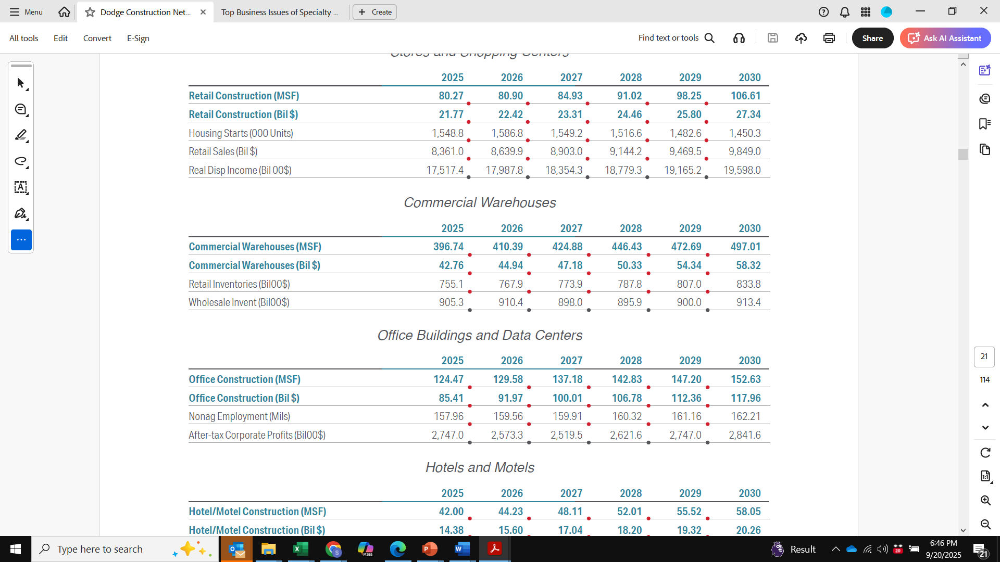 Menu
Dodge Construction Net...
Top Business Issues of Specialty ...
Create
All tools Edit Convert E-Sign
Find text or tools
Share
Ask AI Assistant
Stores and Shopping Centers
2025 2026 2027 2028 2029 2030
Retail Construction (MSF) 80.27 80.90 84.93 91.02 98.25 106.61
Retail Construction (Bil $) 21.77 22.42 23.31 24.46 25.80 27.34
Housing Starts (000 Units) 1,548.8 1,586.8 1,549.2 1,516.6 1,482.6 1,450.3
Retail Sales (Bil $) 8,361.0 8,639.9 8,903.0 9,144.2 9,469.5 9,849.0
Real Disp Income (Bil 00$) 17,517.4 17,987.8 18,354.3 18,779.3 19,165.2 19,598.0
Commercial Warehouses
2025 2026 2027 2028 2029 2030
Commercial Warehouses (MSF) 396.74 410.39 424.88 446.43 472.69 497.01
Commercial Warehouses (Bil $) 42.76 44.94 47.18 50.33 54.34 58.32
Retail Inventories (Bil00$) 755.1 767.9 773.9 787.8 807.0 833.8
Wholesale Invent (Bil00$) 905.3 910.4 898.0 895.9 900.0 913.4
Office Buildings and Data Centers
2025 2026 2027 2028 2029 2030
Office Construction (MSF) 124.47 129.58 137.18 142.83 147.20 152.63
Office Construction (Bil $) 85.41 91.97 100.01 106.78 112.36 117.96
Nonag Employment (Mils) 157.96 159.56 159.91 160.32 161.16 162.21
After-tax Corporate Profits (Bil00$) 2,747.0 2,573.3 2,519.5 2,621.6 2,747.0 2,841.6
Hotels and Motels
2025 2026 2027 2028 2029 2030
Hotel/Motel Construction (MSF) 42.00 44.23 48.11 52.01 55.52 58.05
Hotel/Motel Construction (Bil $) 14.38 15.60 17.04 18.20 19.32 20.26
21
114
1:1
Type here to search
M365
Result
20
6:46 PM
9/20/2025
21